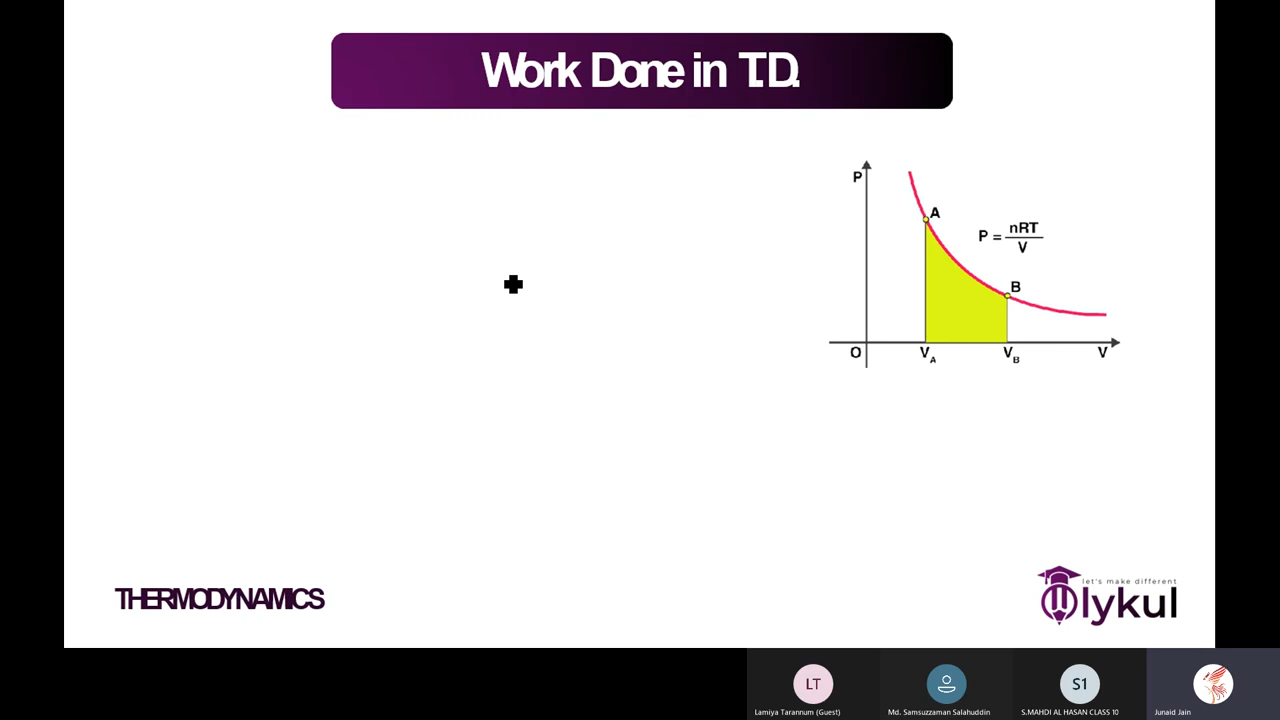 Work Done in T.D.
P
A
P = nRT
V
B
O
V_A
V_B
V
THERMODYNAMICS
let's make different
Olykul
LT
S1
Lamiya Tarannum (Guest)
Md. Samsuzzaman Salahuddin
S.MAHDI AL HASAN CLASS 10
Junaid Jain